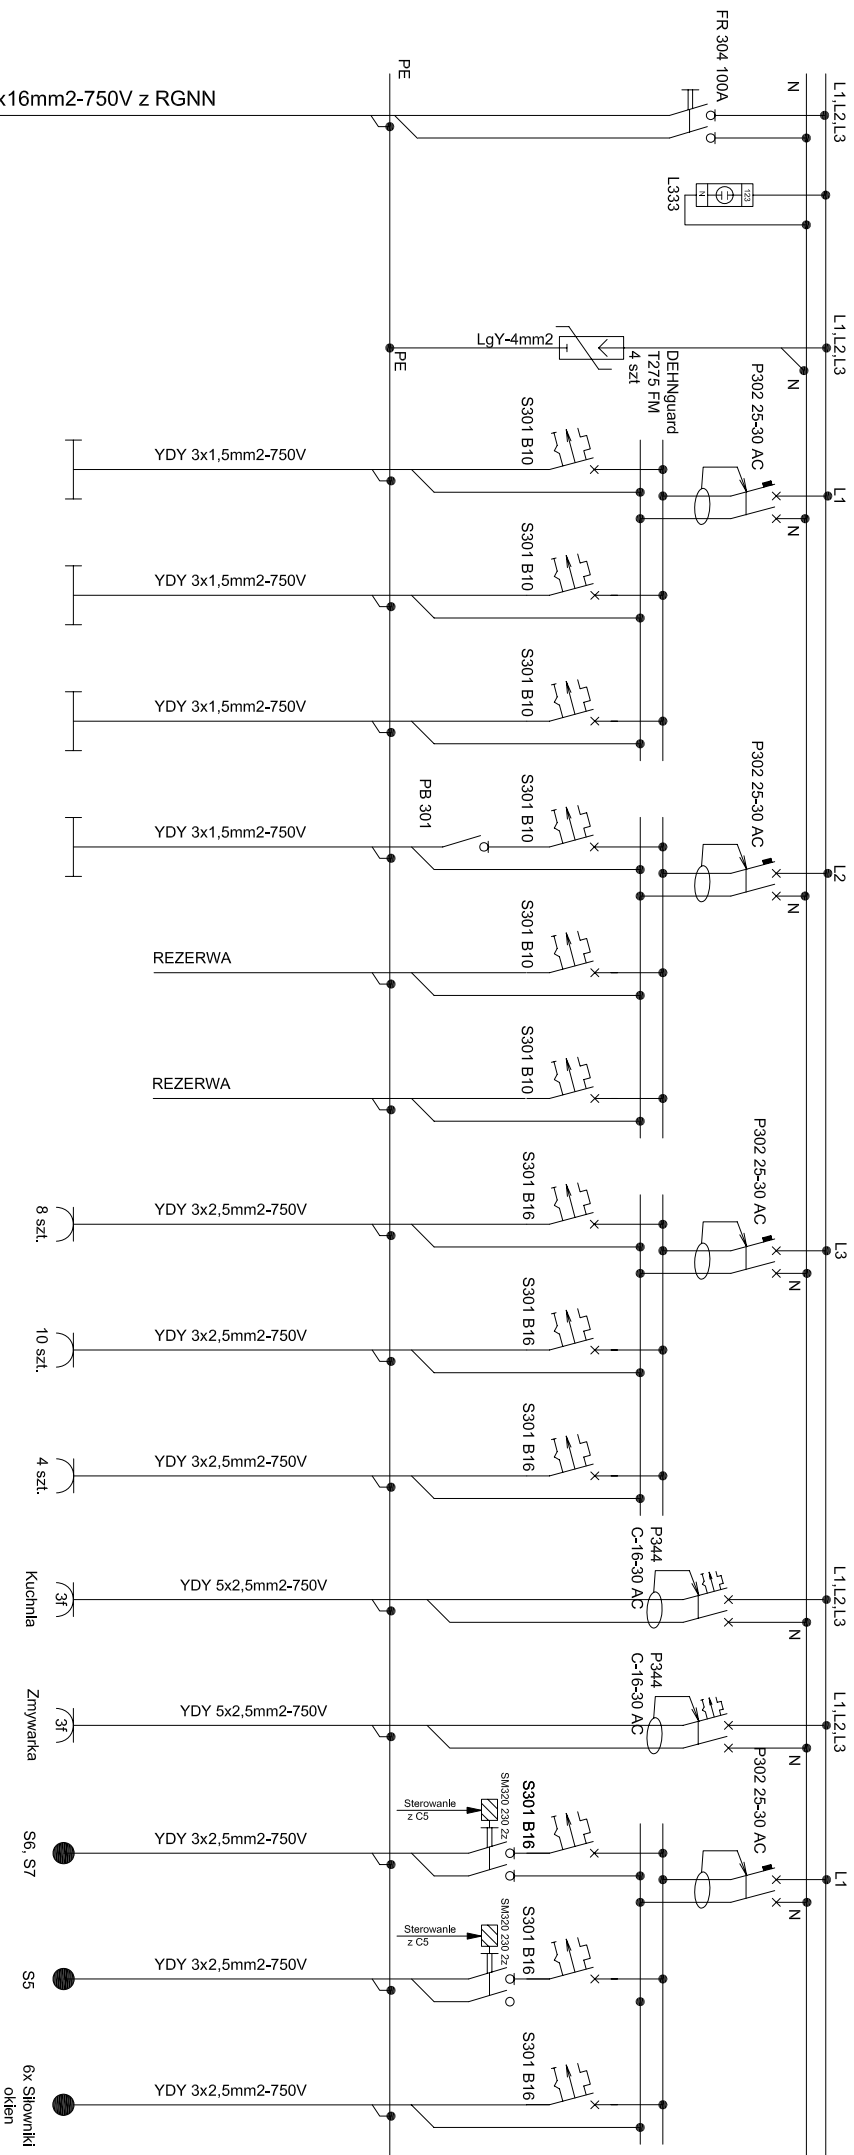 L1,L2,L3
N
FR 304 100A
PE
x16mm2-750V z RGNN
123
N
L333
L1,L2,L3
N
DEHNguard
T275 FM
4 szt
LgY-4mm2
PE
P302 25-30 AC
L1
N
S301 B10
YDY 3x1,5mm2-750V
S301 B10
YDY 3x1,5mm2-750V
S301 B10
YDY 3x1,5mm2-750V
P302 25-30 AC
L2
N
S301 B10
PB 301
YDY 3x1,5mm2-750V
S301 B10
REZERWA
S301 B10
REZERWA
P302 25-30 AC
L3
N
S301 B16
YDY 3x2,5mm2-750V
8 szt.
S301 B16
YDY 3x2,5mm2-750V
10 szt.
S301 B16
YDY 3x2,5mm2-750V
4 szt.
L1,L2,L3
N
P344
C-16-30 AC
YDY 5x2,5mm2-750V
3f
Kuchnia
L1,L2,L3
N
P344
C-16-30 AC
YDY 5x2,5mm2-750V
3f
Zmywarka
P302 25-30 AC
L1
N
S301 B16
SM320 230 2z
Sterowanie
z C5
YDY 3x2,5mm2-750V
S6, S7
S301 B16
SM320 230 2z
Sterowanie
z C5
YDY 3x2,5mm2-750V
S5
S301 B16
YDY 3x2,5mm2-750V
6x Siłowniki
okien